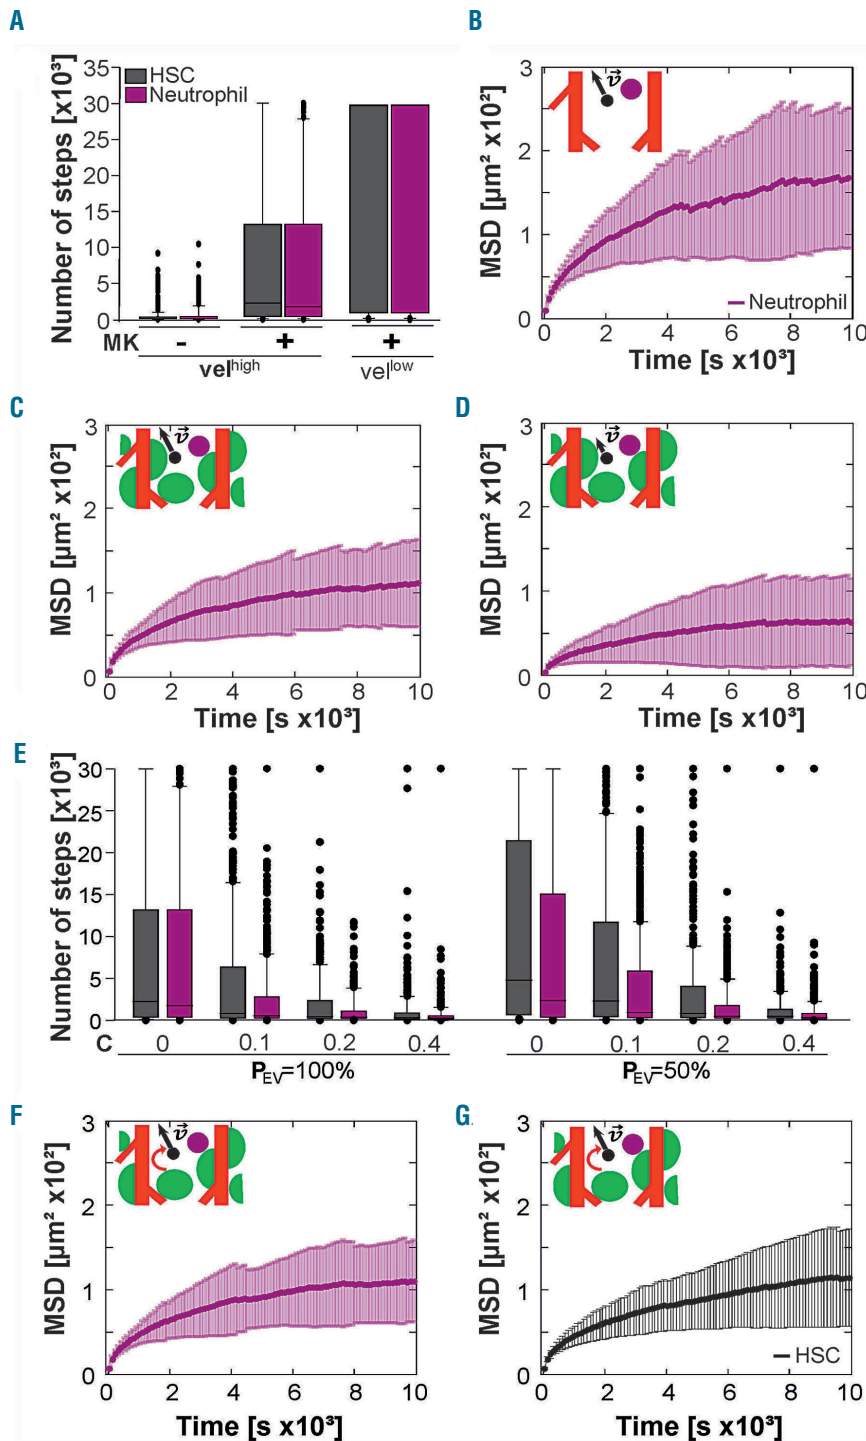 A
Number of steps [x10³]
35
30
25
20
15
10
5
0
HSC
Neutrophil
MK - + +
vel^high vel^low
B
MSD [µm² x10²]
3
2
1
0
v⃗
Neutrophil
0 2 4 6 8 10
Time [s x10³]
C
MSD [µm² x10²]
3
2
1
0
v⃗
0 2 4 6 8 10
Time [s x10³]
D
MSD [µm² x10²]
3
2
1
0
v⃗
0 2 4 6 8 10
Time [s x10³]
E
Number of steps [x10³]
30
25
20
15
10
5
0
C 0 0.1 0.2 0.4 0 0.1 0.2 0.4
P_EV=100% P_EV=50%
F
MSD [µm² x10²]
3
2
1
0
v⃗
0 2 4 6 8 10
Time [s x10³]
G.
MSD [µm² x10²]
3
2
1
0
v⃗
HSC
0 2 4 6 8 10
Time [s x10³]